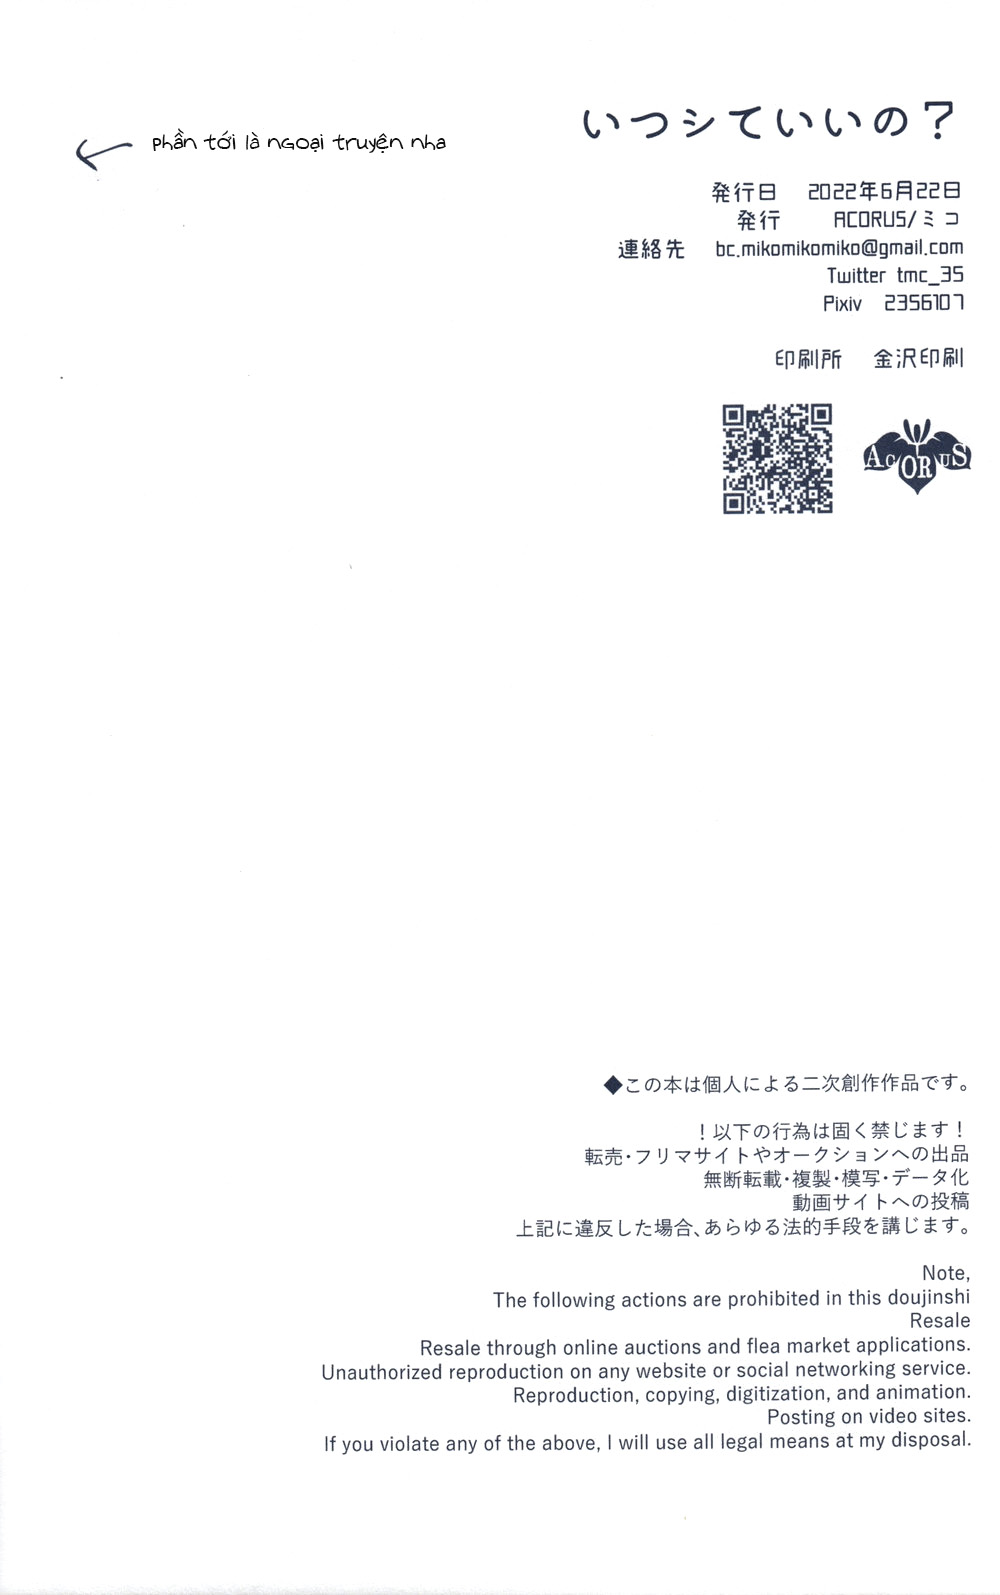 いつシていいの？
phần tới là ngoại truyện nha
発行日 2022年6月22日
発行 ACORUS/ミコ
連絡先 bc.mikomikomiko@gmail.com
Twitter tmc_35
Pixiv 2356107
印刷所 金沢印刷
ACORUS
◆この本は個人による二次創作作品です。
！以下の行為は固く禁じます！
転売・フリマサイトやオークションへの出品
無断転載・複製・模写・データ化
動画サイトへの投稿
上記に違反した場合、あらゆる法的手段を講じます。
Note,
The following actions are prohibited in this doujinshi
Resale
Resale through online auctions and flea market applications.
Unauthorized reproduction on any website or social networking service.
Reproduction, copying, digitization, and animation.
Posting on video sites.
If you violate any of the above, I will use all legal means at my disposal.